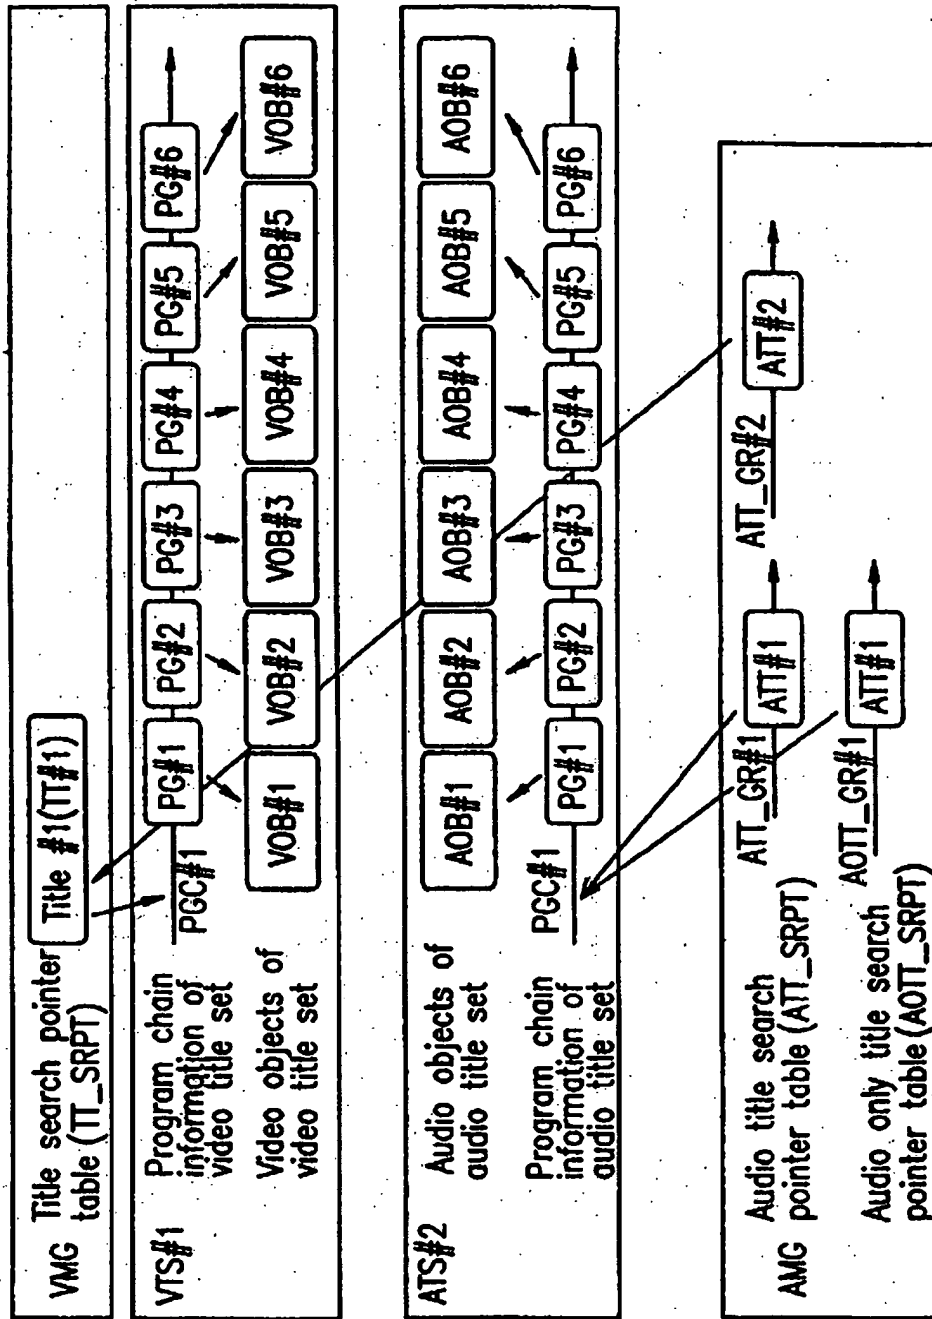 VMG
Title search pointer
table (TT_SRPT)
Title #1(TT#1)
VTS#1
Program chain
information of
video title set
PGC#1
PG#1
PG#2
PG#3
PG#4
PG#5
PG#6
Video objects of
video title set
VOB#1
VOB#2
VOB#3
VOB#4
VOB#5
VOB#6
ATS#2
Audio objects of
audio title set
AOB#1
AOB#2
AOB#3
AOB#4
AOB#5
AOB#6
Program chain
information of
audio title set
PGC#1
PG#1
PG#2
PG#3
PG#4
PG#5
PG#6
AMG
Audio title search
pointer table (ATT_SRPT)
ATT_GR#1
ATT#1
ATT_GR#2
ATT#2
Audio only title search
pointer table (AOTT_SRPT)
AOTT_GR#1
ATT#1